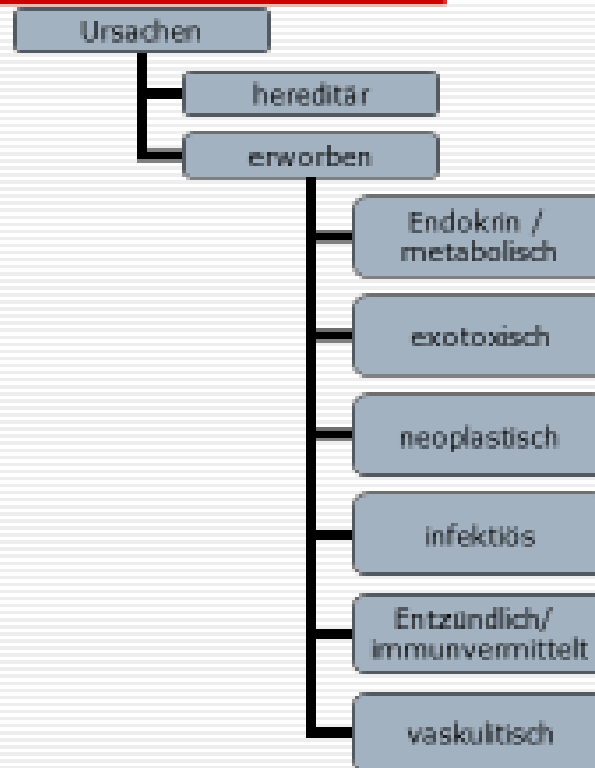 Ursachen
hereditär
erworben
Endokrin /
metabolisch
exotoxisch
neoplastisch
infektiös
Entzündlich/
immunvermittelt
vaskulitisch